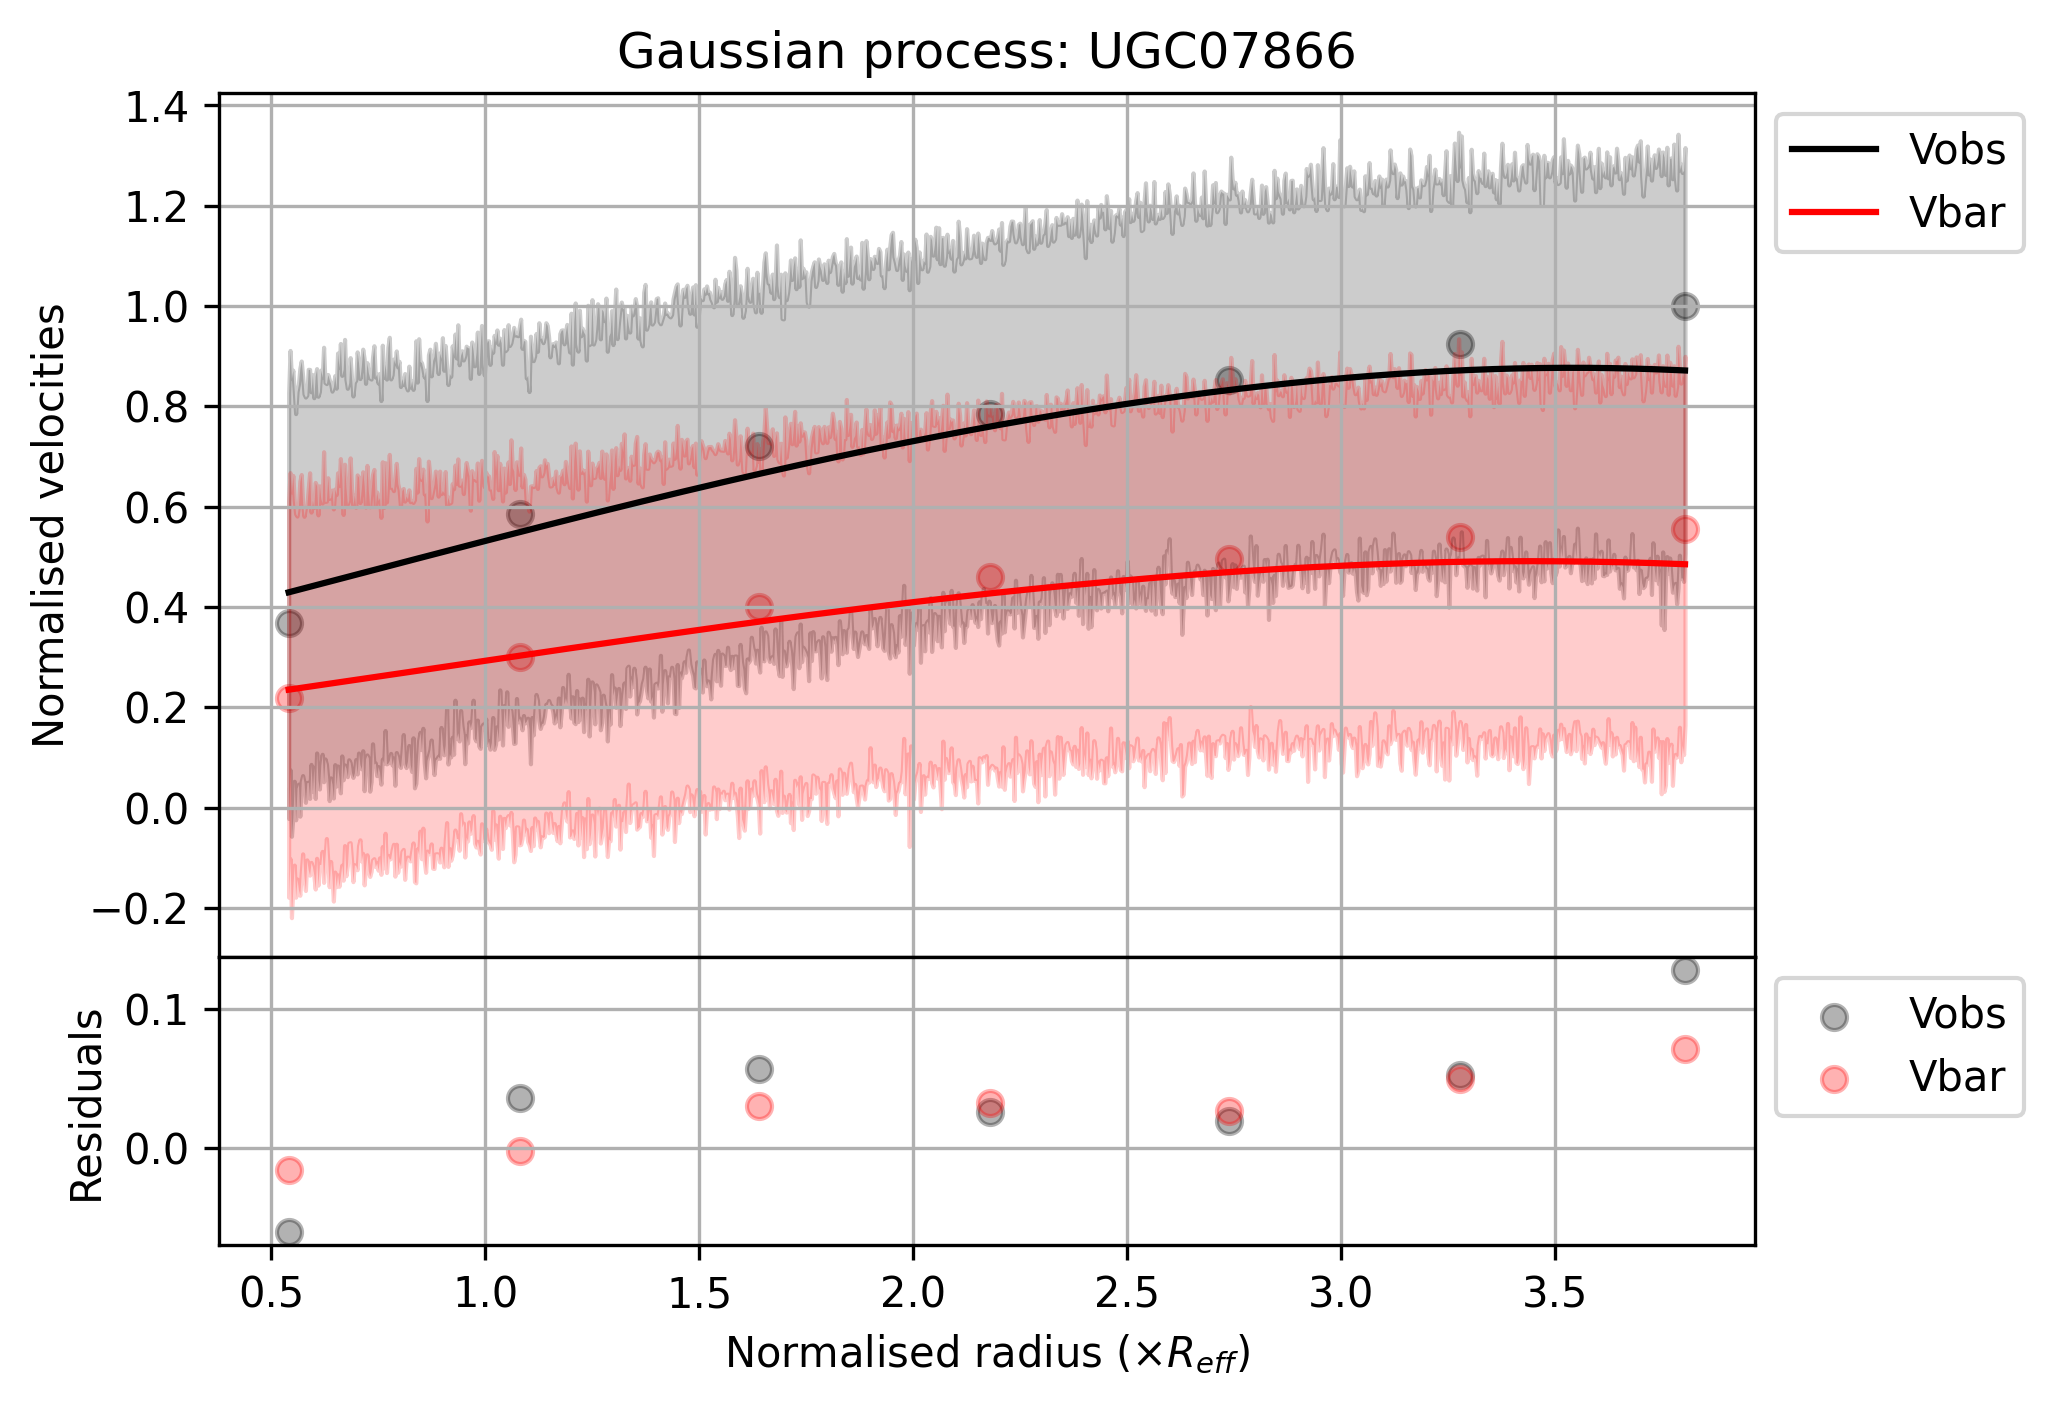 Gaussian process: UGC07866
Normalised velocities
1.4
1.2
1.0
0.8
0.6
0.4
0.2
0.0
−0.2
Vobs
Vbar
Residuals
0.1
0.0
Vobs
Vbar
0.5 1.0 1.5 2.0 2.5 3.0 3.5
Normalised radius (×R_eff)